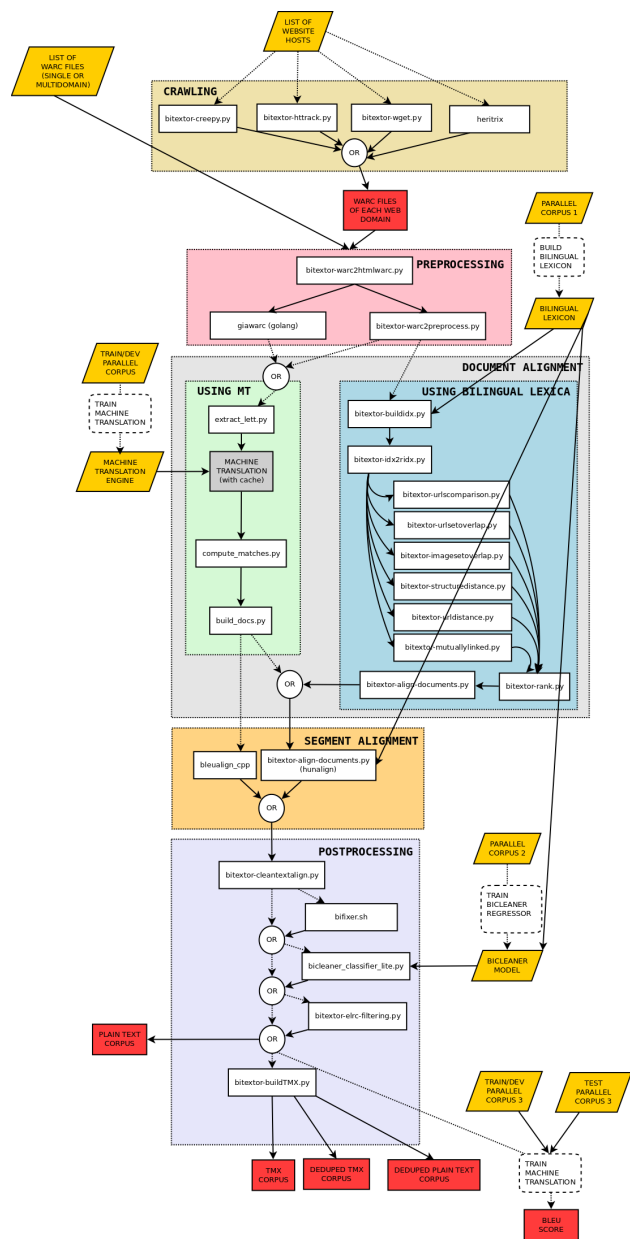 LIST OF
WEBSITE
HOSTS
LIST OF
WARC FILES
(SINGLE OR
MULTIDOMAIN)
CRAWLING
bitextor-creepy.py
bitextor-httrack.py
bitextor-wget.py
heritrix
OR
WARC FILES
OF EACH WEB
DOMAIN
PARALLEL
CORPUS 1
BUILD
BILINGUAL
LEXICON
PREPROCESSING
bitextor-warc2htmlwarc.py
giawarc (golang)
bitextor-warc2preprocess.py
BILINGUAL
LEXICON
TRAIN/DEV
PARALLEL
CORPUS
DOCUMENT ALIGNMENT
OR
USING MT
USING BILINGUAL LEXICA
TRAIN
MACHINE
TRANSLATION
extract_lett.py
bitextor-buildidx.py
MACHINE
TRANSLATION
ENGINE
MACHINE
TRANSLATION
(with cache)
bitextor-idx2ridx.py
bitextor-urlscomparison.py
bitextor-urlsetoverlap.py
compute_matches.py
bitextor-imagesetoverlap.py
bitextor-structuredistance.py
build_docs.py
bitextor-urldistance.py
bitextor-mutuallylinked.py
OR
bitextor-align-documents.py
bitextor-rank.py
SEGMENT ALIGNMENT
bleualign_cpp
bitextor-align-documents.py
(hunalign)
OR
POSTPROCESSING
bitextor-cleantextalign.py
PARALLEL
CORPUS 2
bifixer.sh
TRAIN
BICLEANER
REGRESSOR
OR
bicleaner_classifier_lite.py
BICLEANER
MODEL
OR
bitextor-elrc-filtering.py
PLAIN TEXT
CORPUS
OR
bitextor-buildTMX.py
TRAIN/DEV
PARALLEL
CORPUS 3
TEST
PARALLEL
CORPUS 3
TMX
CORPUS
DEDUPED TMX
CORPUS
DEDUPED PLAIN TEXT
CORPUS
TRAIN
MACHINE
TRANSLATION
BLEU
SCORE